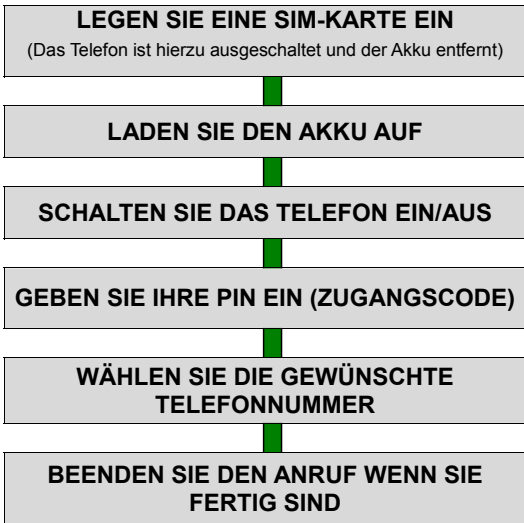 LEGEN SIE EINE SIM-KARTE EIN
(Das Telefon ist hierzu ausgeschaltet und der Akku entfernt)
LADEN SIE DEN AKKU AUF
SCHALTEN SIE DAS TELEFON EIN/AUS
GEBEN SIE IHRE PIN EIN (ZUGANGSCODE)
WÄHLEN SIE DIE GEWÜNSCHTE
TELEFONNUMMER
BEENDEN SIE DEN ANRUF WENN SIE
FERTIG SIND